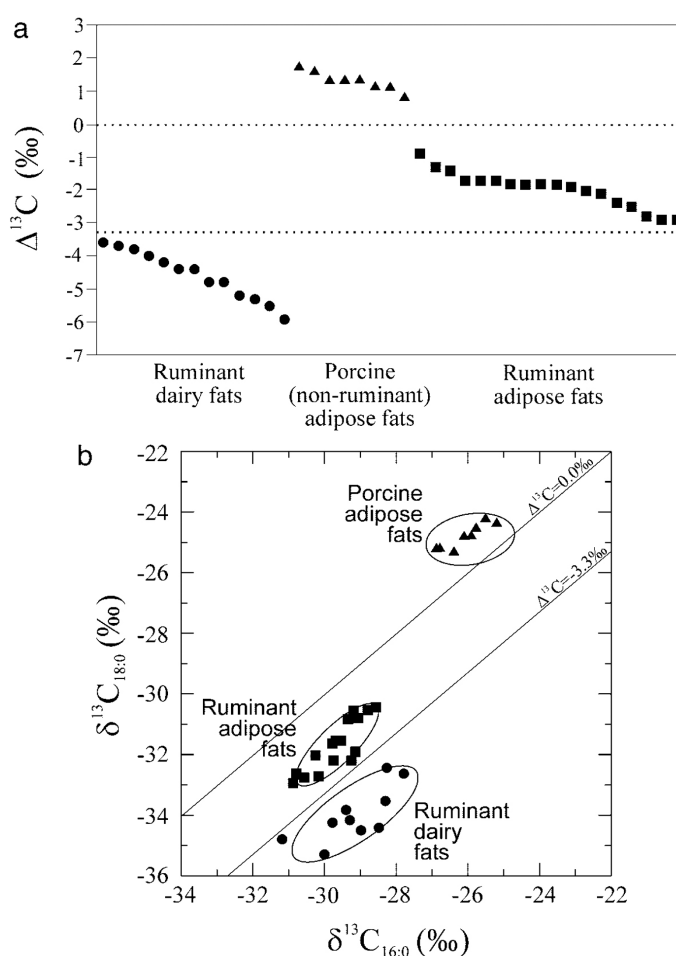 a
3
2
1
0
-1
-2
-3
-4
-5
-6
-7
Δ¹³C (‰)
Ruminant
dairy fats
Porcine
(non-ruminant)
adipose fats
Ruminant
adipose fats
b
-22
-24
-26
-28
-30
-32
-34
-36
δ¹³C₁₈:₀ (‰)
Porcine
adipose
fats
Δ¹³C=0.0‰
Δ¹³C=-3.3‰
Ruminant
adipose
fats
Ruminant
dairy
fats
-34
-32
-30
-28
-26
-24
-22
δ¹³C₁₆:₀ (‰)